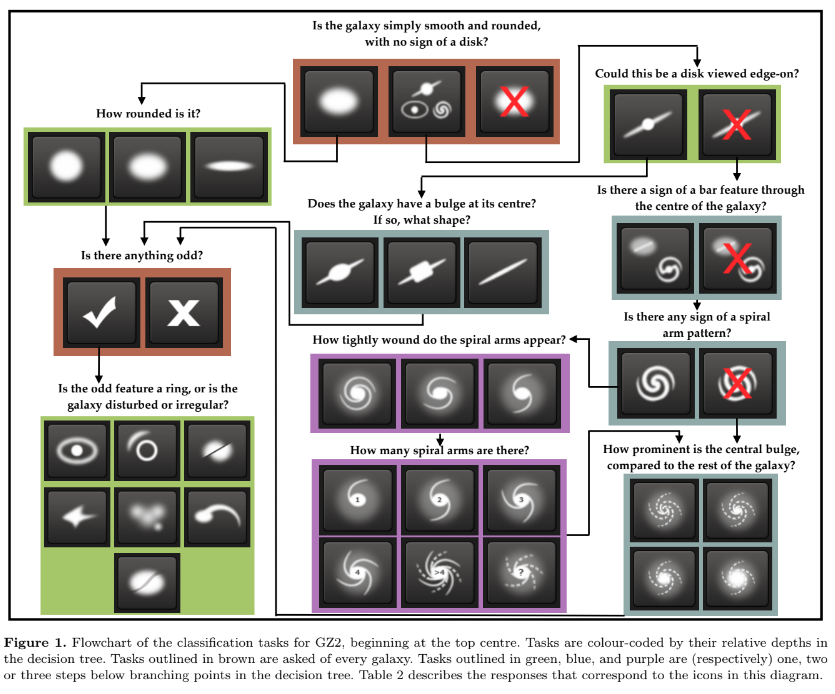 Is the galaxy simply smooth and rounded,
with no sign of a disk?
Could this be a disk viewed edge-on?
How rounded is it?
Does the galaxy have a bulge at its centre?
If so, what shape?
Is there a sign of a bar feature through
the centre of the galaxy?
Is there anything odd?
Is there any sign of a spiral
arm pattern?
How tightly wound do the spiral arms appear?
Is the odd feature a ring, or is the
galaxy disturbed or irregular?
How many spiral arms are there?
1
2
3
4
>4
?
How prominent is the central bulge,
compared to the rest of the galaxy?
Figure 1. Flowchart of the classification tasks for GZ2, beginning at the top centre. Tasks are colour-coded by their relative depths in
the decision tree. Tasks outlined in brown are asked of every galaxy. Tasks outlined in green, blue, and purple are (respectively) one, two
or three steps below branching points in the decision tree. Table 2 describes the responses that correspond to the icons in this diagram.